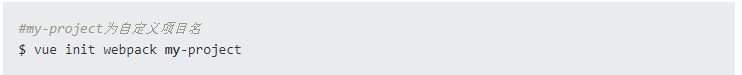 #my-project为自定义项目名
$ vue init webpack my-project